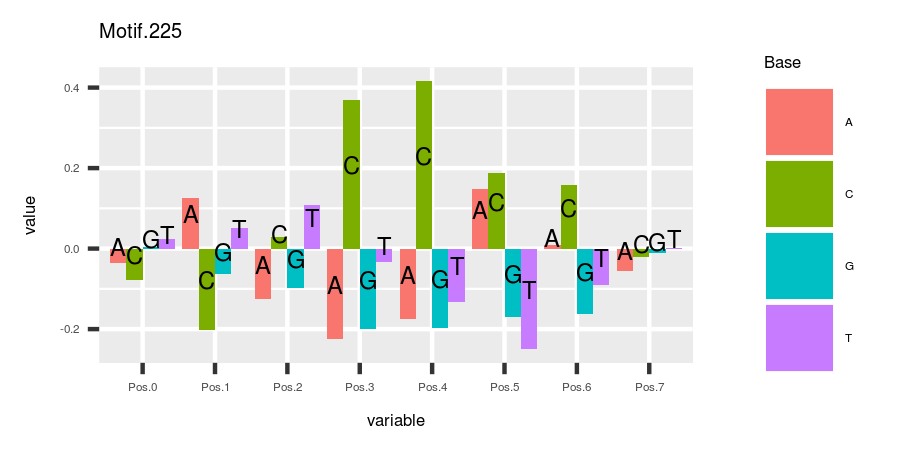 Motif.225
Base
0.4
0.2
0.0
-0.2
value
A C G T A C G T A C G T A C G T A C G T A C G T A C G T A C G T
Pos.0 Pos.1 Pos.2 Pos.3 Pos.4 Pos.5 Pos.6 Pos.7
variable
A
C
G
T